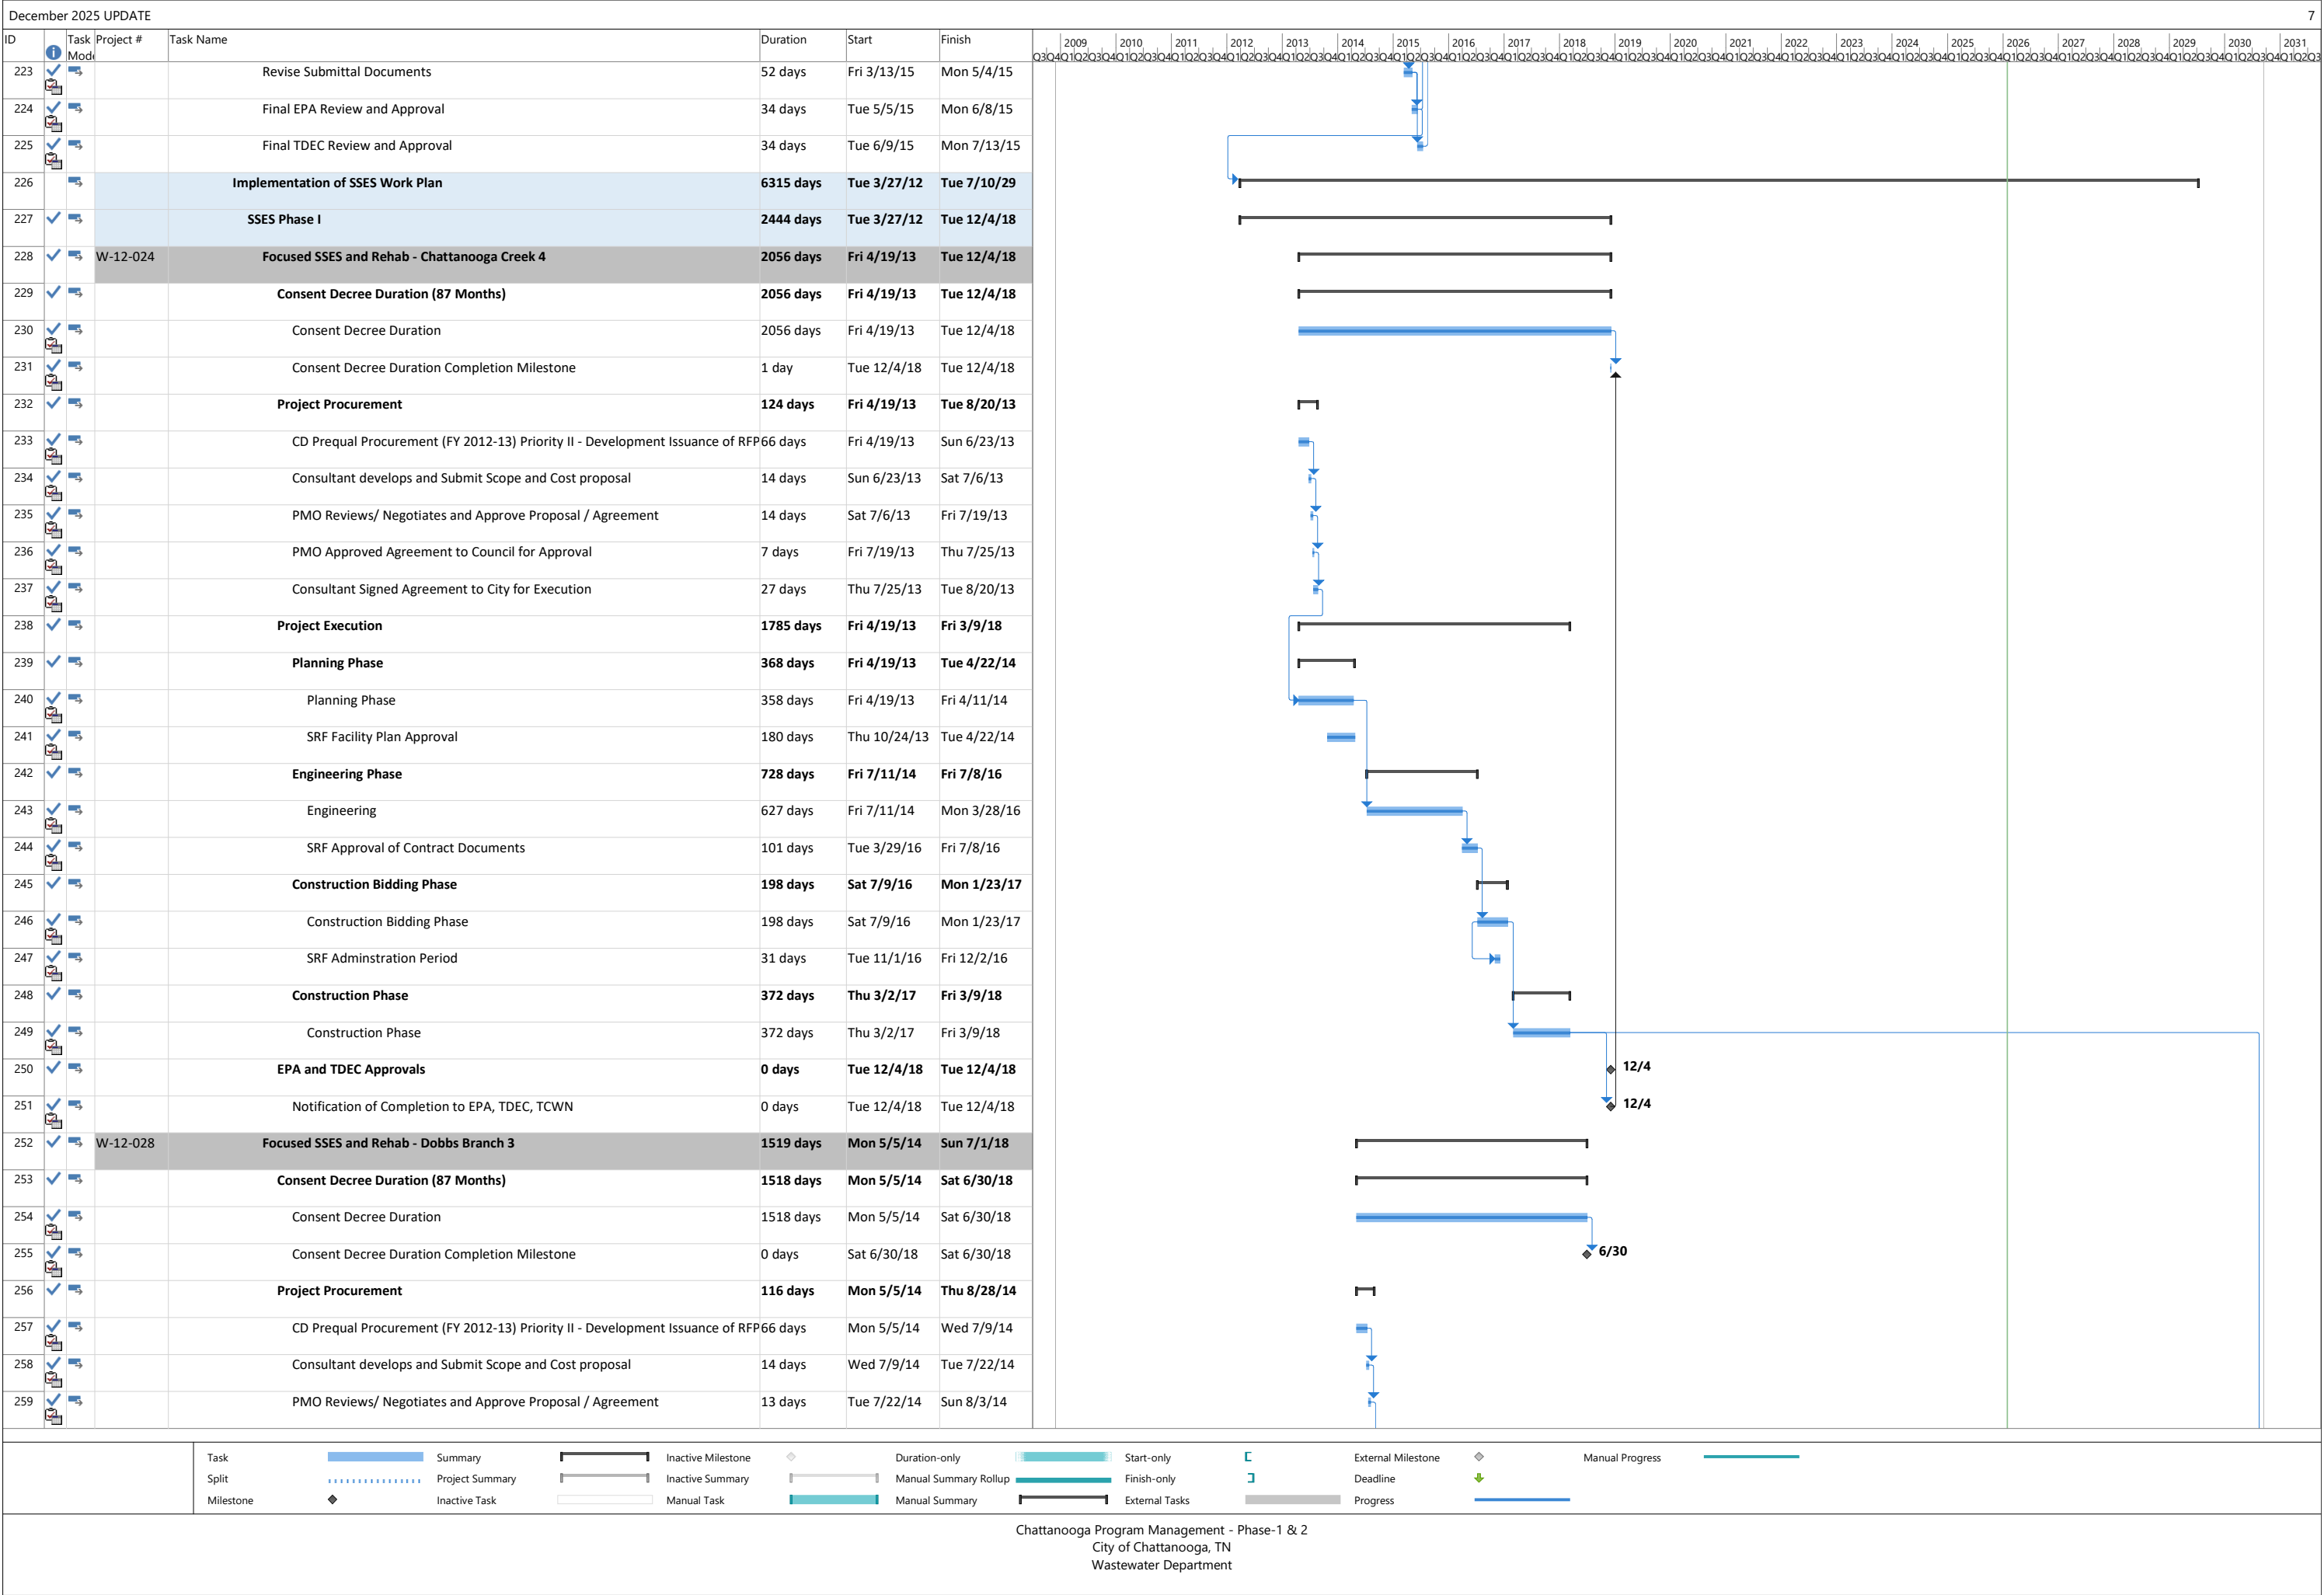 December 2025 UPDATE 7
ID Task Mode Project # Task Name Duration Start Finish
2009 2010 2011 2012 2013 2014 2015 2016 2017 2018 2019 2020 2021 2022 2023 2024 2025 2026 2027 2028 2029 2030 2031
223 Revise Submittal Documents 52 days Fri 3/13/15 Mon 5/4/15
224 Final EPA Review and Approval 34 days Tue 5/5/15 Mon 6/8/15
225 Final TDEC Review and Approval 34 days Tue 6/9/15 Mon 7/13/15
226 Implementation of SSES Work Plan 6315 days Tue 3/27/12 Tue 7/10/29
227 SSES Phase I 2444 days Tue 3/27/12 Tue 12/4/18
228 W-12-024 Focused SSES and Rehab - Chattanooga Creek 4 2056 days Fri 4/19/13 Tue 12/4/18
229 Consent Decree Duration (87 Months) 2056 days Fri 4/19/13 Tue 12/4/18
230 Consent Decree Duration 2056 days Fri 4/19/13 Tue 12/4/18
231 Consent Decree Duration Completion Milestone 1 day Tue 12/4/18 Tue 12/4/18
232 Project Procurement 124 days Fri 4/19/13 Tue 8/20/13
233 CD Prequal Procurement (FY 2012-13) Priority II - Development Issuance of RFP 66 days Fri 4/19/13 Sun 6/23/13
234 Consultant develops and Submit Scope and Cost proposal 14 days Sun 6/23/13 Sat 7/6/13
235 PMO Reviews/ Negotiates and Approve Proposal / Agreement 14 days Sat 7/6/13 Fri 7/19/13
236 PMO Approved Agreement to Council for Approval 7 days Fri 7/19/13 Thu 7/25/13
237 Consultant Signed Agreement to City for Execution 27 days Thu 7/25/13 Tue 8/20/13
238 Project Execution 1785 days Fri 4/19/13 Fri 3/9/18
239 Planning Phase 368 days Fri 4/19/13 Tue 4/22/14
240 Planning Phase 358 days Fri 4/19/13 Fri 4/11/14
241 SRF Facility Plan Approval 180 days Thu 10/24/13 Tue 4/22/14
242 Engineering Phase 728 days Fri 7/11/14 Fri 7/8/16
243 Engineering 627 days Fri 7/11/14 Mon 3/28/16
244 SRF Approval of Contract Documents 101 days Tue 3/29/16 Fri 7/8/16
245 Construction Bidding Phase 198 days Sat 7/9/16 Mon 1/23/17
246 Construction Bidding Phase 198 days Sat 7/9/16 Mon 1/23/17
247 SRF Adminstration Period 31 days Tue 11/1/16 Fri 12/2/16
248 Construction Phase 372 days Thu 3/2/17 Fri 3/9/18
249 Construction Phase 372 days Thu 3/2/17 Fri 3/9/18
250 EPA and TDEC Approvals 0 days Tue 12/4/18 Tue 12/4/18 12/4
251 Notification of Completion to EPA, TDEC, TCWN 0 days Tue 12/4/18 Tue 12/4/18 12/4
252 W-12-028 Focused SSES and Rehab - Dobbs Branch 3 1519 days Mon 5/5/14 Sun 7/1/18
253 Consent Decree Duration (87 Months) 1518 days Mon 5/5/14 Sat 6/30/18
254 Consent Decree Duration 1518 days Mon 5/5/14 Sat 6/30/18
255 Consent Decree Duration Completion Milestone 0 days Sat 6/30/18 Sat 6/30/18 6/30
256 Project Procurement 116 days Mon 5/5/14 Thu 8/28/14
257 CD Prequal Procurement (FY 2012-13) Priority II - Development Issuance of RFP 66 days Mon 5/5/14 Wed 7/9/14
258 Consultant develops and Submit Scope and Cost proposal 14 days Wed 7/9/14 Tue 7/22/14
259 PMO Reviews/ Negotiates and Approve Proposal / Agreement 13 days Tue 7/22/14 Sun 8/3/14
Task Summary Inactive Milestone Duration-only Start-only External Milestone Manual Progress
Split Project Summary Inactive Summary Manual Summary Rollup Finish-only Deadline
Milestone Inactive Task Manual Task Manual Summary External Tasks Progress
Chattanooga Program Management - Phase-1 & 2
City of Chattanooga, TN
Wastewater Department